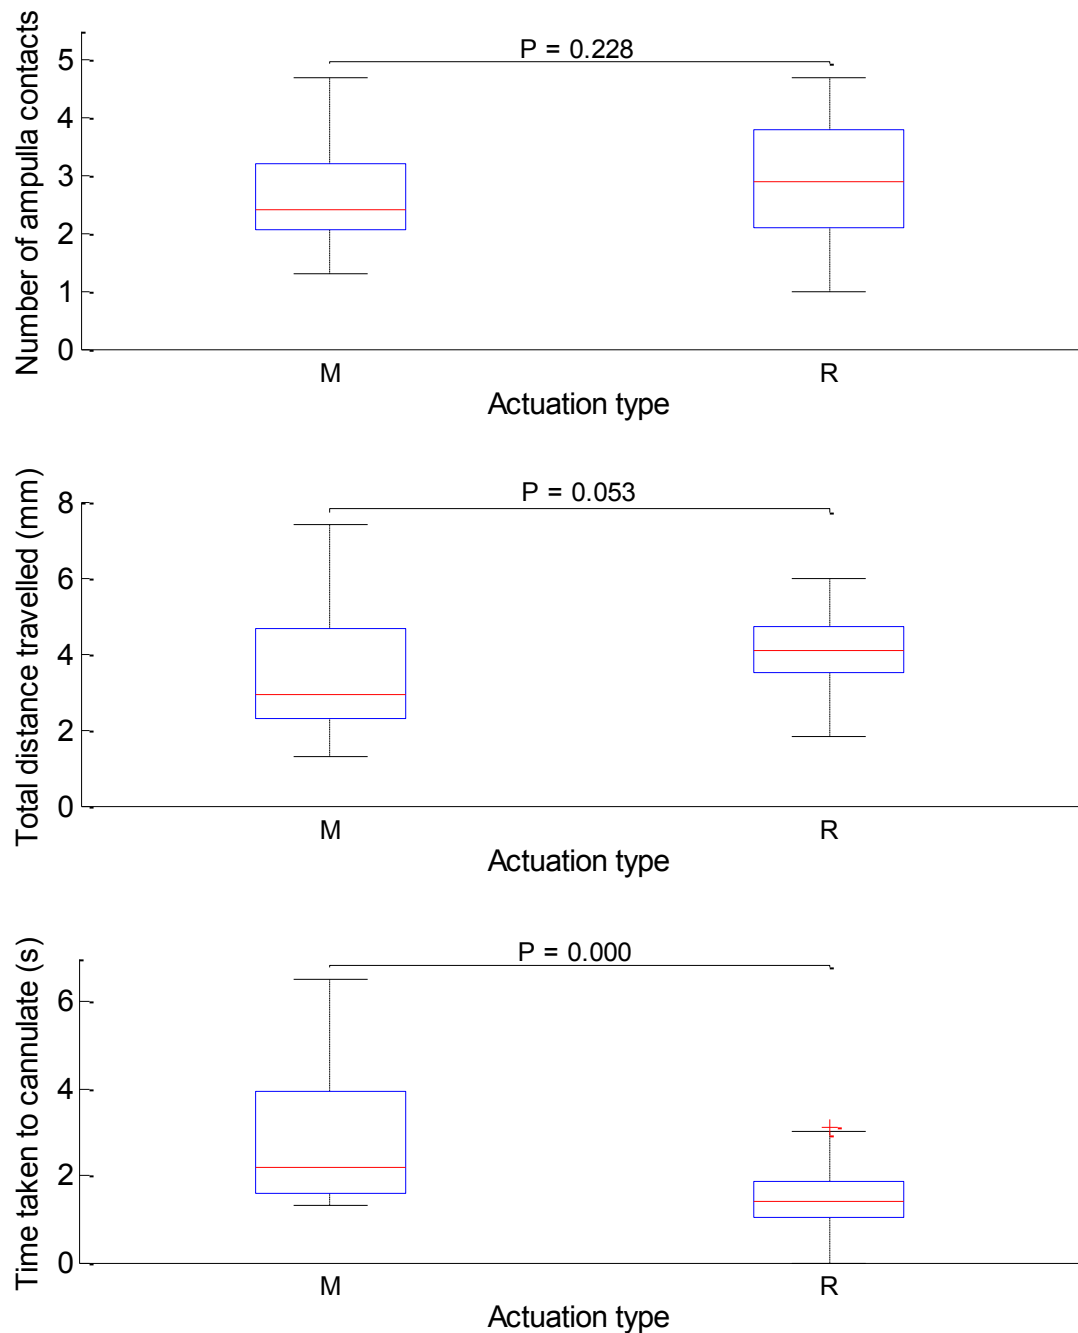 Number of ampulla contacts
P = 0.228
5
4
3
2
1
0
M R
Actuation type
Total distance travelled (mm)
P = 0.053
8
6
4
2
0
M R
Actuation type
Time taken to cannulate (s)
P = 0.000
6
4
2
0
M R
Actuation type